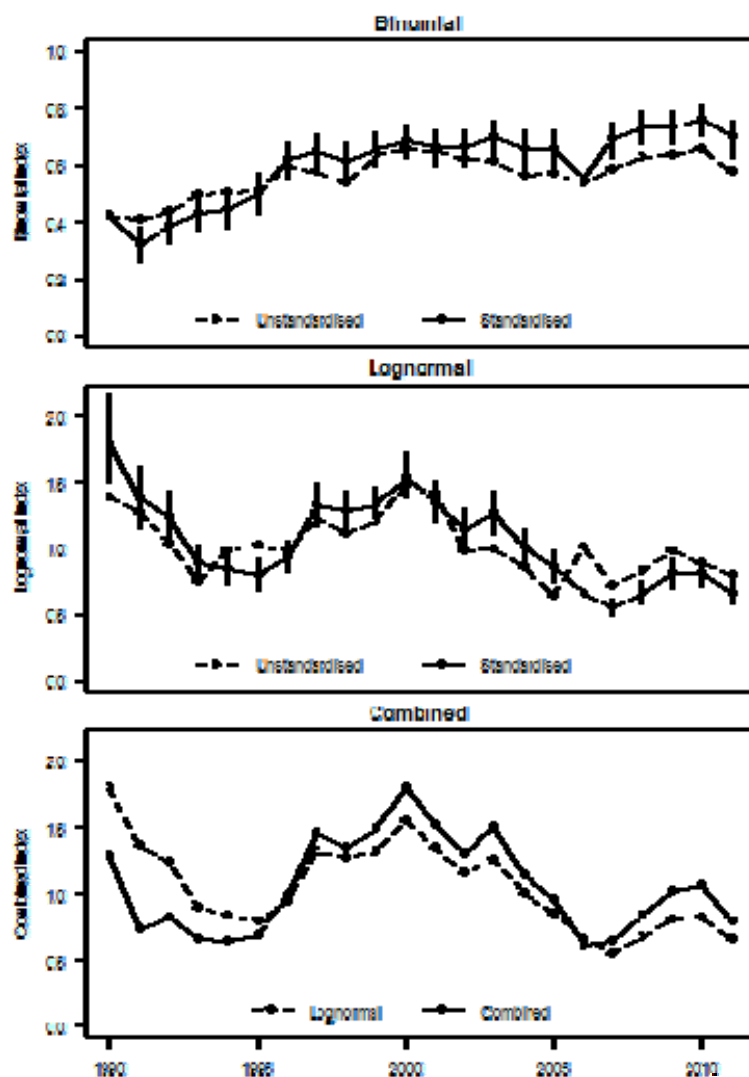 Binomial
1.0
0.8
0.6
0.4
0.2
0.0
Binomial index
Unstandardised Standardised
Lognormal
2.0
1.5
1.0
0.5
0.0
Lognormal index
Unstandardised Standardised
Combined
2.0
1.5
1.0
0.5
0.0
Combined index
Lognormal Combined
1990 1995 2000 2005 2010